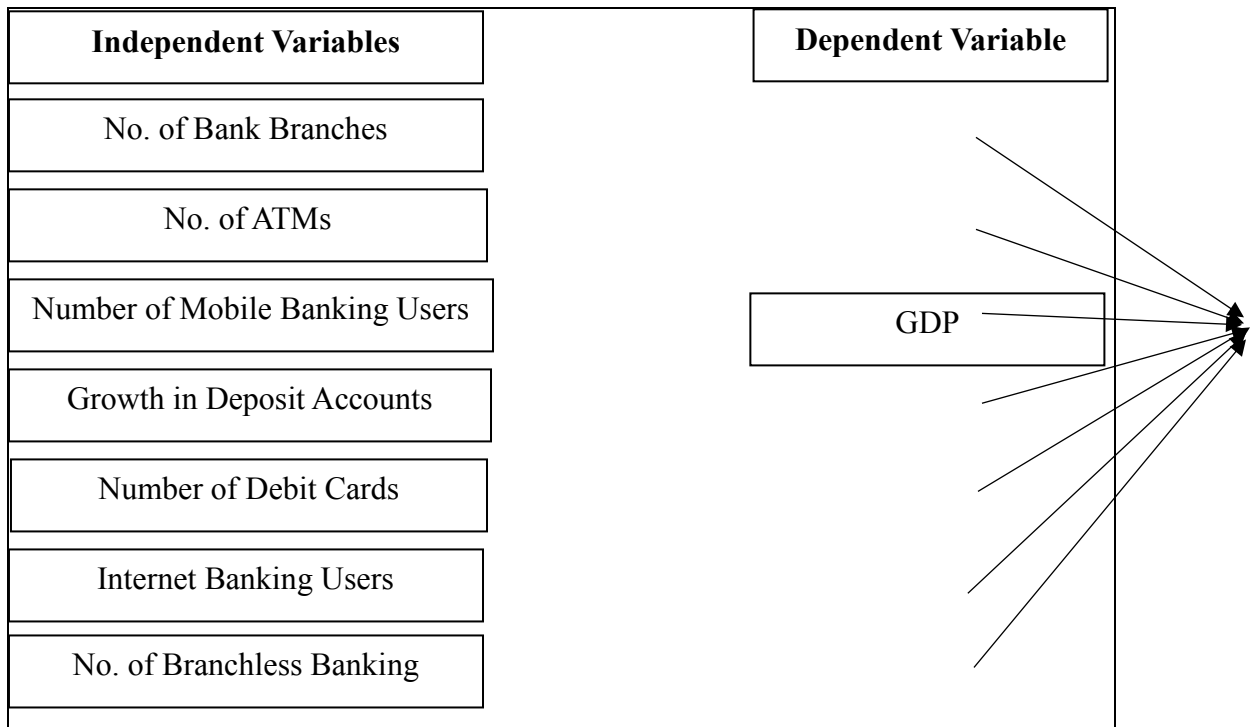 Independent Variables
Dependent Variable
No. of Bank Branches
No. of ATMs
Number of Mobile Banking Users
GDP
Growth in Deposit Accounts
Number of Debit Cards
Internet Banking Users
No. of Branchless Banking